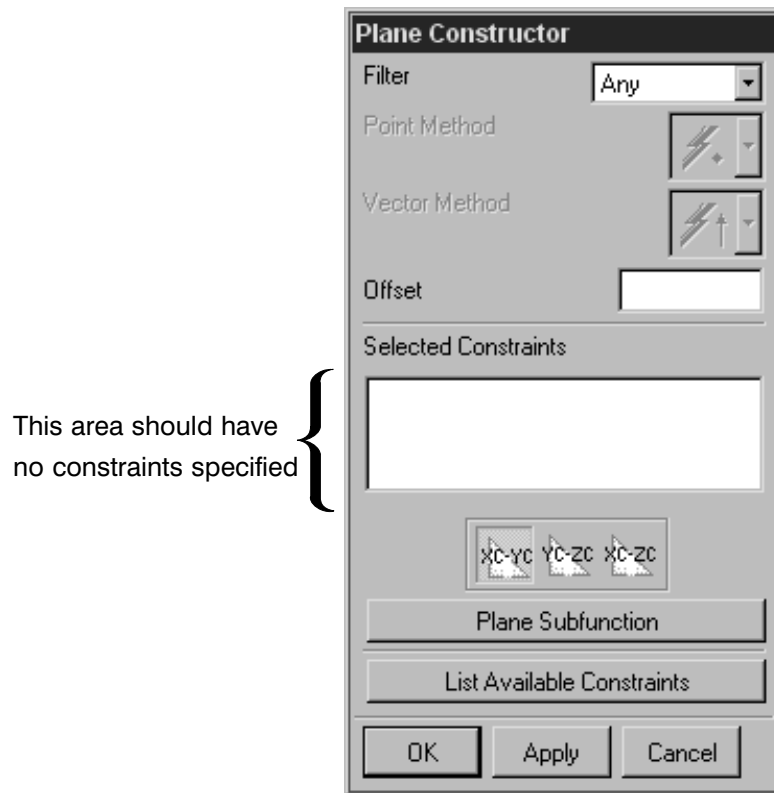 Plane Constructor
Filter
Any
Point Method
Vector Method
Offset
Selected Constraints
This area should have
no constraints specified
XC-YC YC-ZC XC-ZC
Plane Subfunction
List Available Constraints
OK Apply Cancel